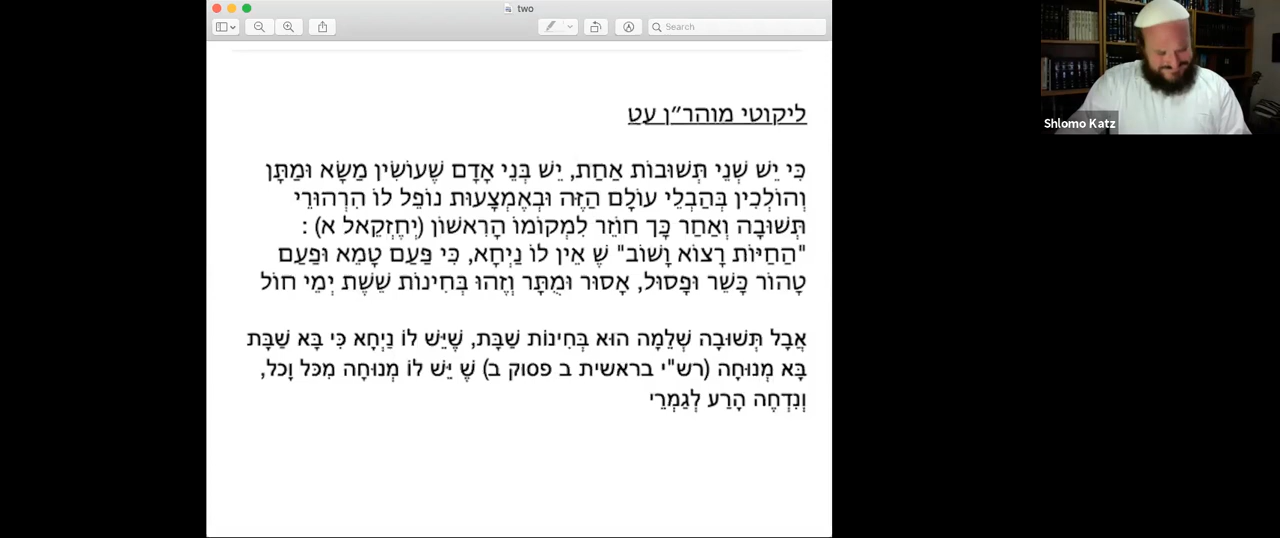 two
Search
Shlomo Katz
ליקוטי מוהר״ן עט
כִּי יֵשׁ שְׁנֵי תְּשׁוּבוֹת אַחַת, יֵשׁ בְּנֵי אָדָם שֶׁעוֹשִׂין מַשָּׂא וּמַתָּן
וְהוֹלְכִין בְּהַבְלֵי עוֹלָם הַזֶּה וּבְאֶמְצָעוּת נוֹפֵל לוֹ הִרְהוּרֵי
תְּשׁוּבָה וְאַחַר כָּךְ חוֹזֵר לִמְקוֹמוֹ הָרִאשׁוֹן (יְחֶזְקֵאל א) :
"הַחַיּוֹת רָצוֹא וָשׁוֹב" שֶׁ אֵין לוֹ נַיְחָא, כִּי פַּעַם טָמֵא וּפַעַם
טָהוֹר כָּשֵׁר וּפָסוּל, אָסוּר וּמֻתָּר וְזֶהוּ בְּחִינוֹת שֵׁשֶׁת יְמֵי חוֹל
אֲבָל תְּשׁוּבָה שְׁלֵמָה הוּא בְּחִינוֹת שַׁבָּת, שֶׁיֵּשׁ לוֹ נַיְחָא כִּי בָּא שַׁבָּת
בָּא מְנוּחָה (רש"י בראשית ב פסוק ב) שֶׁ יֵּשׁ לוֹ מְנוּחָה מִכֹּל וָכל,
וְנִדְחֶה הָרַע לְגַמְרֵי